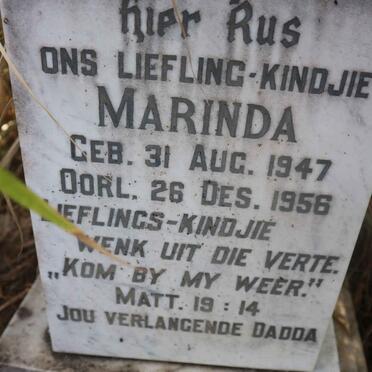 Hier Rus
ONS LIEFLING-KINDJIE
MARINDA
GEB. 31 AUG. 1947
OORL. 26 DES. 1956
LIEFLINGS-KINDJIE
WENK UIT DIE VERTE.
„KOM BY MY WEÊR."
MATT. 19 : 14
JOU VERLANGENDE DADDA